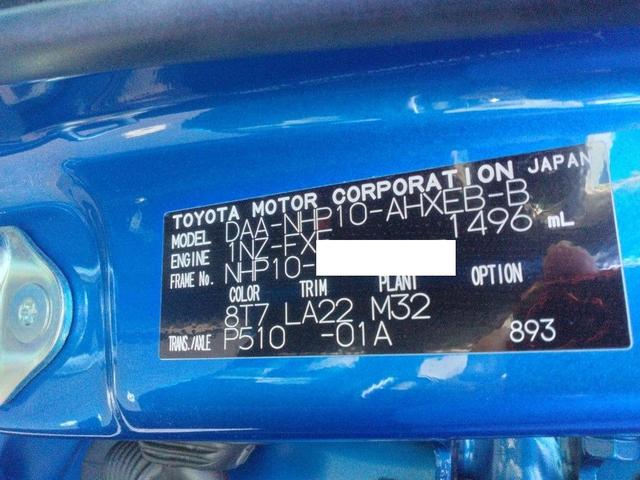 TOYOTA MOTOR CORPORATION JAPAN
MODEL DAA-NHP10-AHXEB-B
ENGINE 1NZ-FXE 1496 mL
FRAME No. NHP10-
COLOR TRIM PLANT OPTION
8T7 LA22 M32
TRANS./AXLE P510 -01A 893